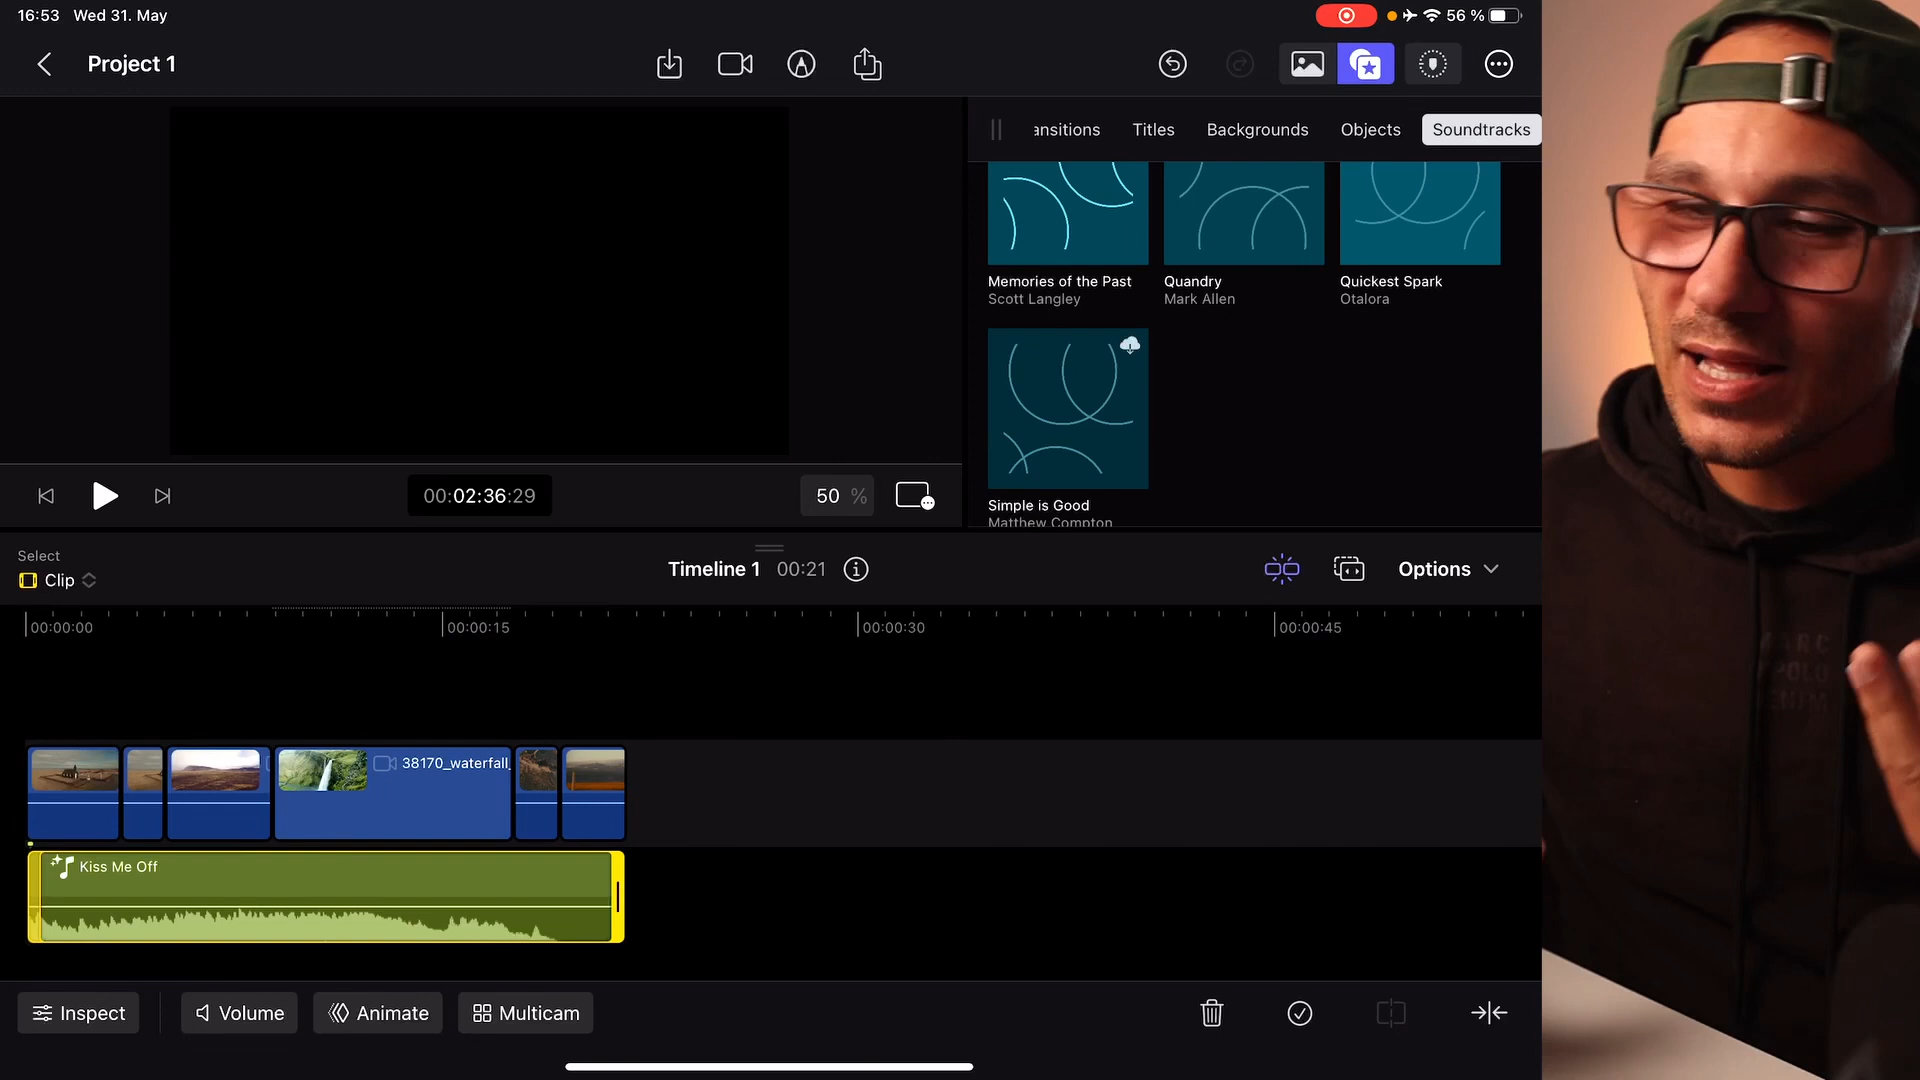 16:53 Wed 31. May
56 %
Project 1
ansitions Titles Backgrounds Objects Soundtracks
Memories of the Past
Scott Langley
Quandry
Mark Allen
Quickest Spark
Otalora
Simple is Good
Matthew Compton
00:02:36:29
50 %
Select
Clip
Timeline 1 00:21
Options
00:00:00
00:00:15
00:00:30
00:00:45
38170_waterfall_
Kiss Me Off
Inspect
Volume
Animate
Multicam